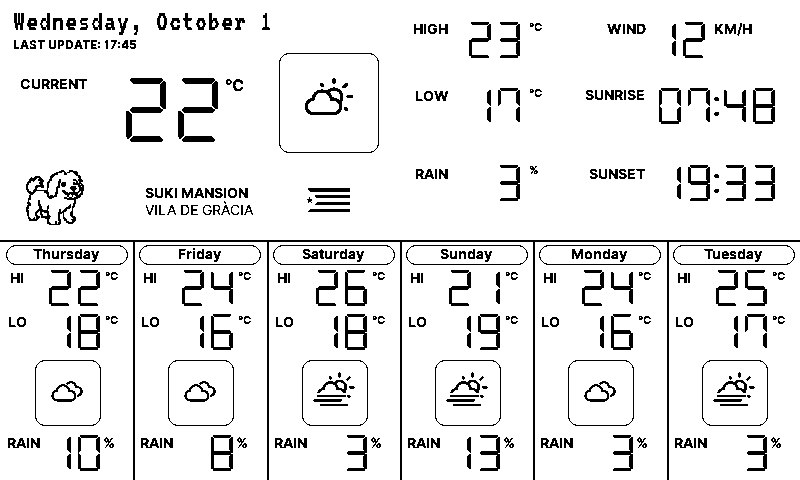 Wednesday, October 1
LAST UPDATE: 17:45
CURRENT 22 °C
SUKI MANSION
VILA DE GRÀCIA
HIGH 23 °C
LOW 17 °C
RAIN 3 %
WIND 12 KM/H
SUNRISE 07:48
SUNSET 19:33
Thursday
HI 22 °C
LO 18 °C
RAIN 10 %
Friday
HI 24 °C
LO 16 °C
RAIN 8 %
Saturday
HI 26 °C
LO 18 °C
RAIN 3 %
Sunday
HI 21 °C
LO 19 °C
RAIN 13 %
Monday
HI 24 °C
LO 16 °C
RAIN 3 %
Tuesday
HI 25 °C
LO 17 °C
RAIN 3 %